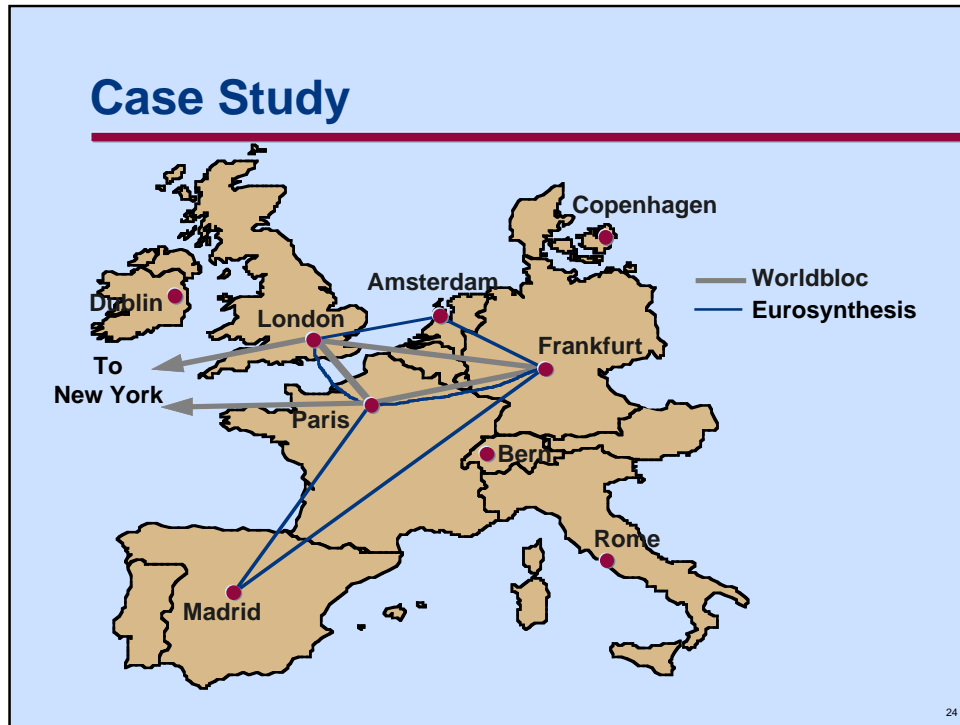 Case Study
Copenhagen
Amsterdam
Worldbloc
Dublin
Eurosynthesis
London
Frankfurt
To
New York
Paris
Bern
Rome
Madrid
24